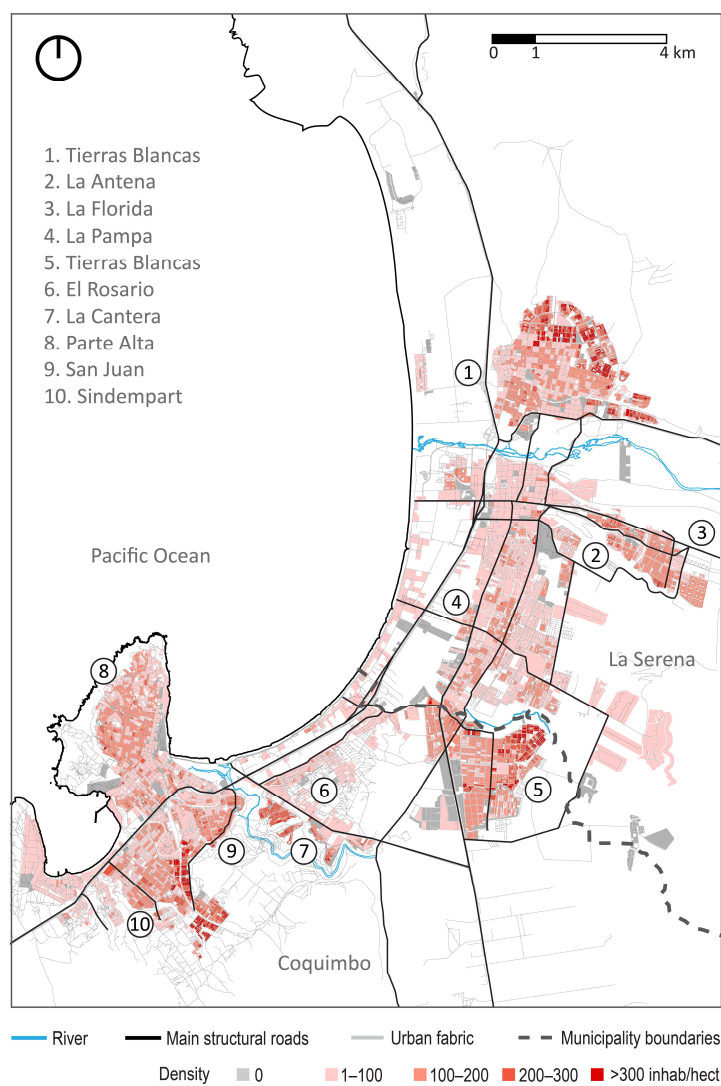 0 1 4 km
1. Tierras Blancas
2. La Antena
3. La Florida
4. La Pampa
5. Tierras Blancas
6. El Rosario
7. La Cantera
8. Parte Alta
9. San Juan
10. Sindempart
1
3
2
Pacific Ocean
4
La Serena
8
6
5
7
9
10
Coquimbo
River Main structural roads Urban fabric Municipality boundaries
Density 0 1–100 100–200 200–300 >300 inhab/hect